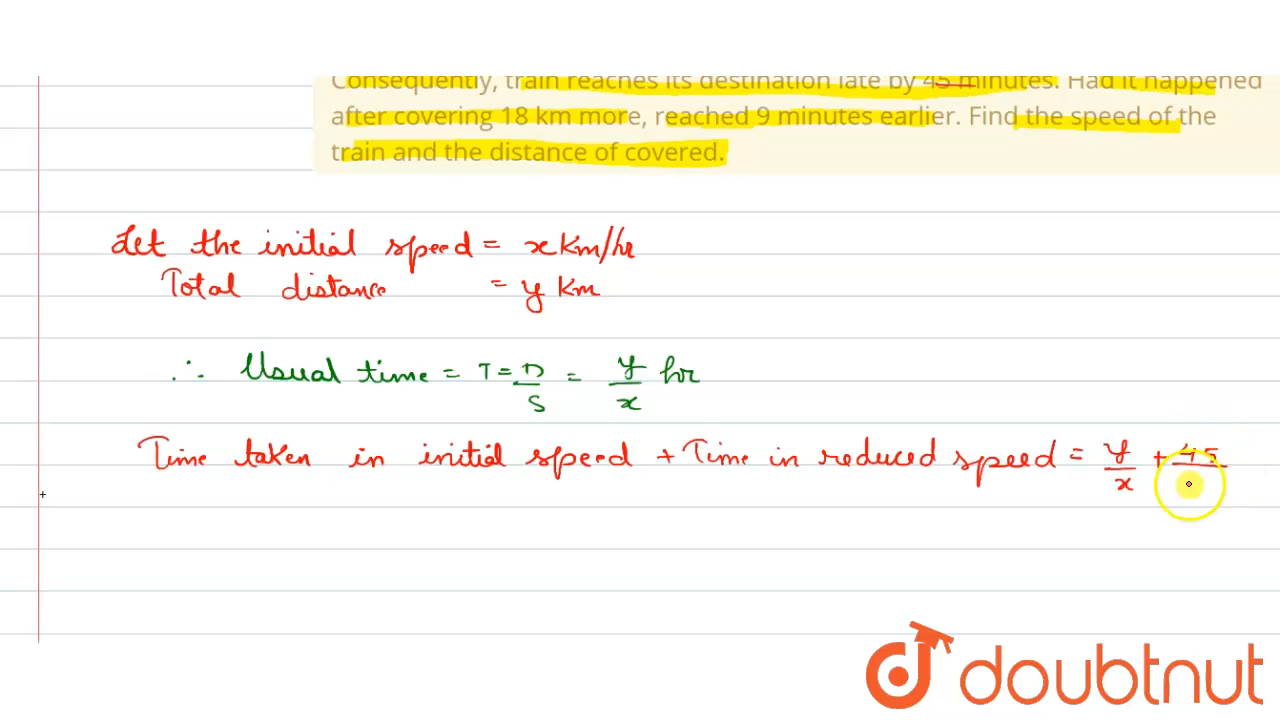 Consequently, train reaches its destination late by 45 minutes. Had it happened
after covering 18 km more, reached 9 minutes earlier. Find the speed of the
train and the distance of covered.
Let the initial speed = x Km/hr
Total distance = y Km
∴ Usual time = T = D/S = y/x hr
Time taken in initial speed + Time in reduced speed = y/x + 45
doubtnut